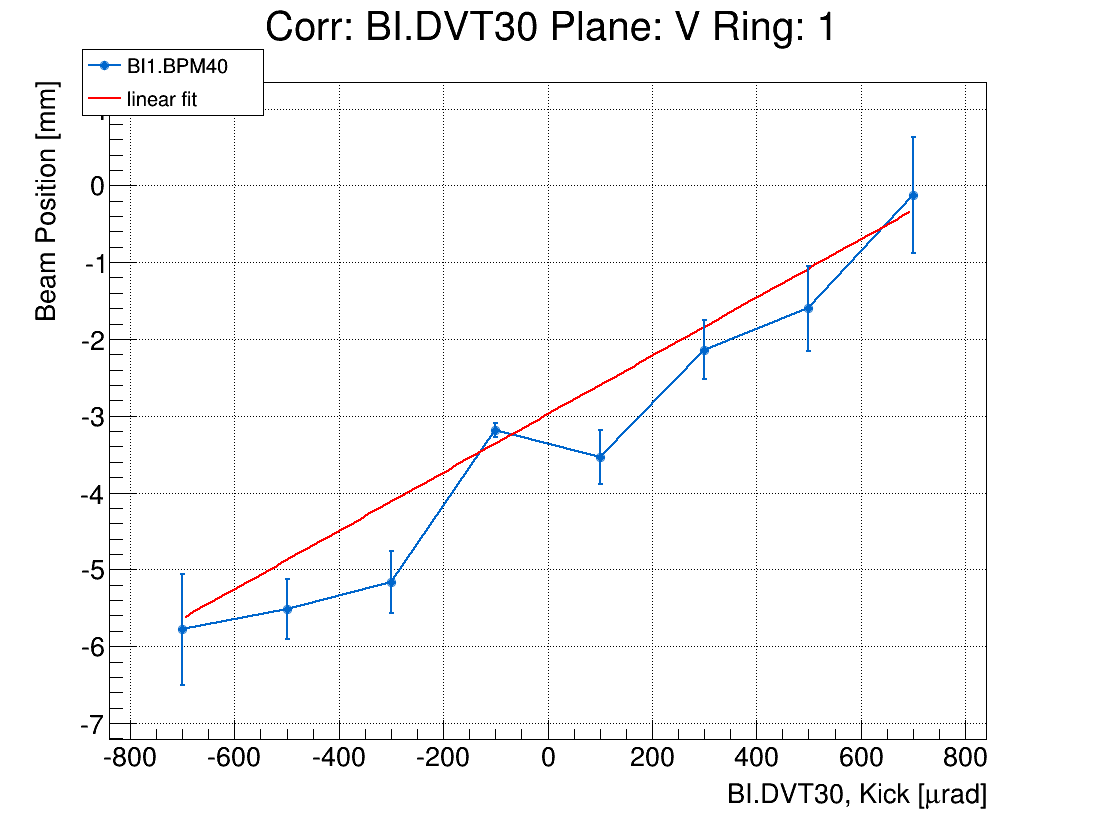 Corr: BI.DVT30 Plane: V Ring: 1
BI1.BPM40
linear fit
Beam Position [mm]
0
-1
-2
-3
-4
-5
-6
-7
-800 -600 -400 -200 0 200 400 600 800
BI.DVT30, Kick [μrad]